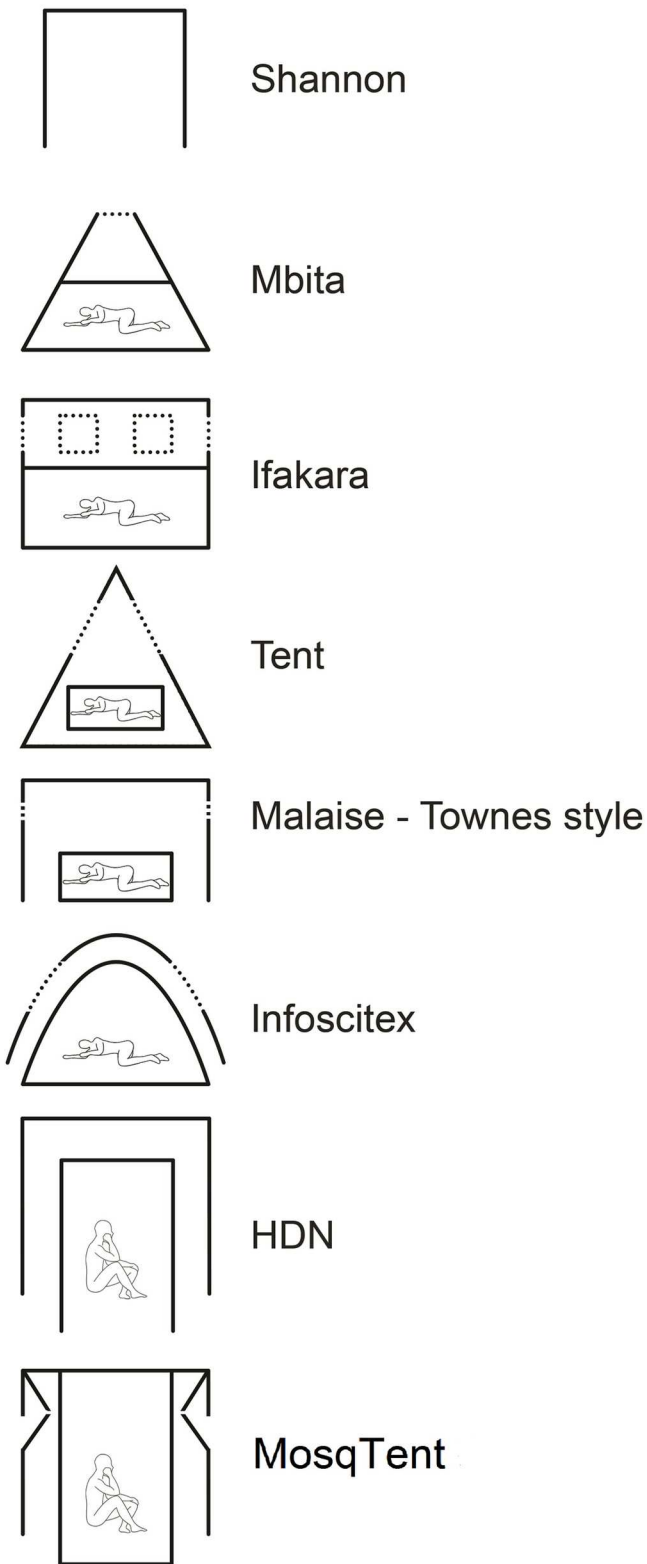 Shannon
Mbita
Ifakara
Tent
Malaise - Townes style
Infoscitex
HDN
MosqTent